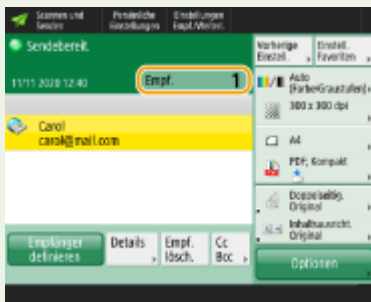 Scannen und
Senden
Persönliche
Einstellungen
Einstellungen
Empf./Weiterl.
Sendebereit.
Vorherige
Einstell.
Einstell.
Favoriten
11/11 2020 12:40
Empf. 1
Auto
(Farbe/Graustufen)
300 x 300 dpi
Carol
carol@mail.com
A4
PDF; Kompakt
Doppelseitig.
Original
Inhaltsausricht.
Original
Empfänger
definieren
Details
Empf.
lösch.
Cc
Bcc
Optionen